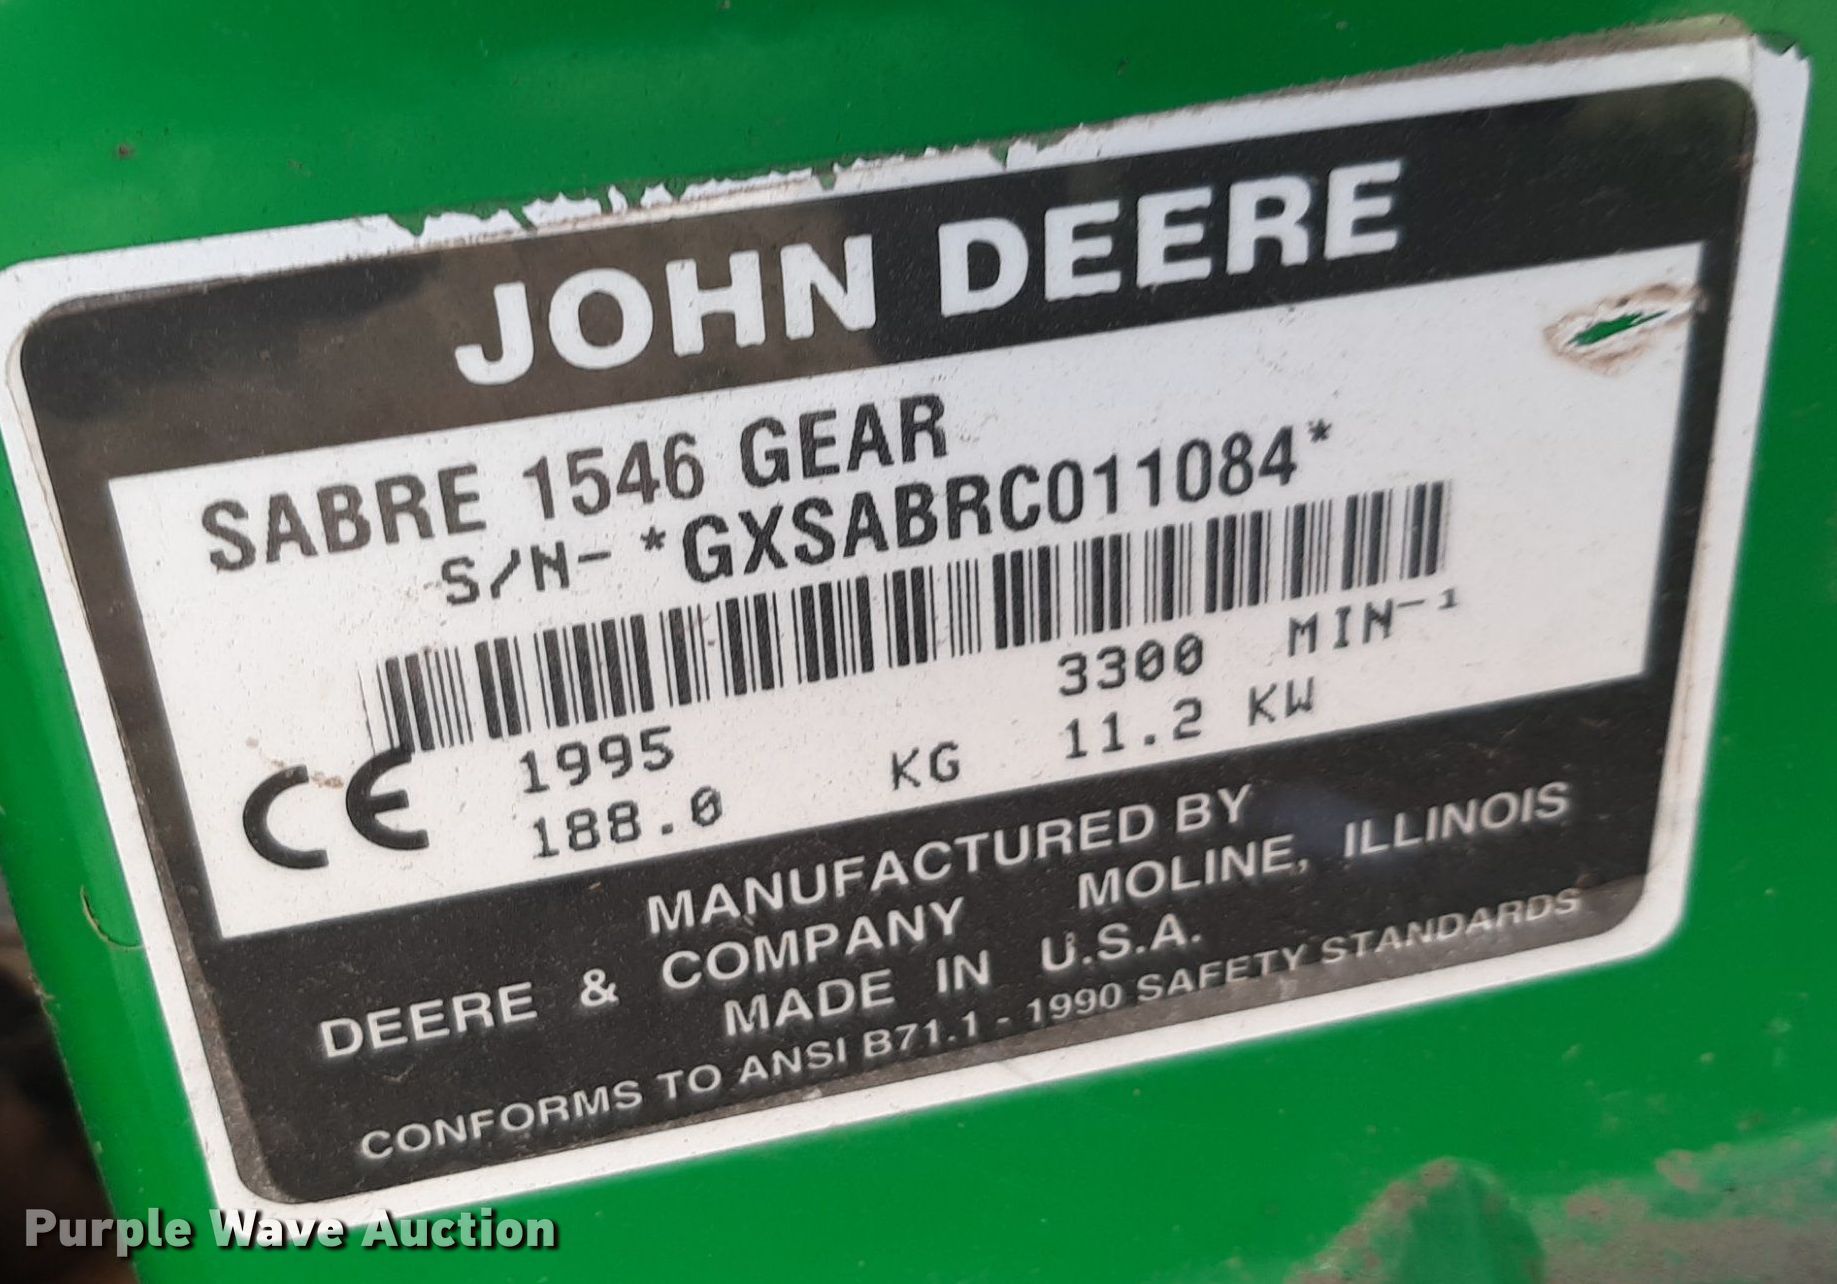 JOHN DEERE
SABRE 1546 GEAR
S/N- *GXSABRC011084*
3300 MIN⁻¹
CE 1995
188.0 KG 11.2 KW
MANUFACTURED BY
DEERE & COMPANY MOLINE, ILLINOIS
MADE IN U.S.A.
CONFORMS TO ANSI B71.1 - 1990 SAFETY STANDARDS
Purple Wave Auction